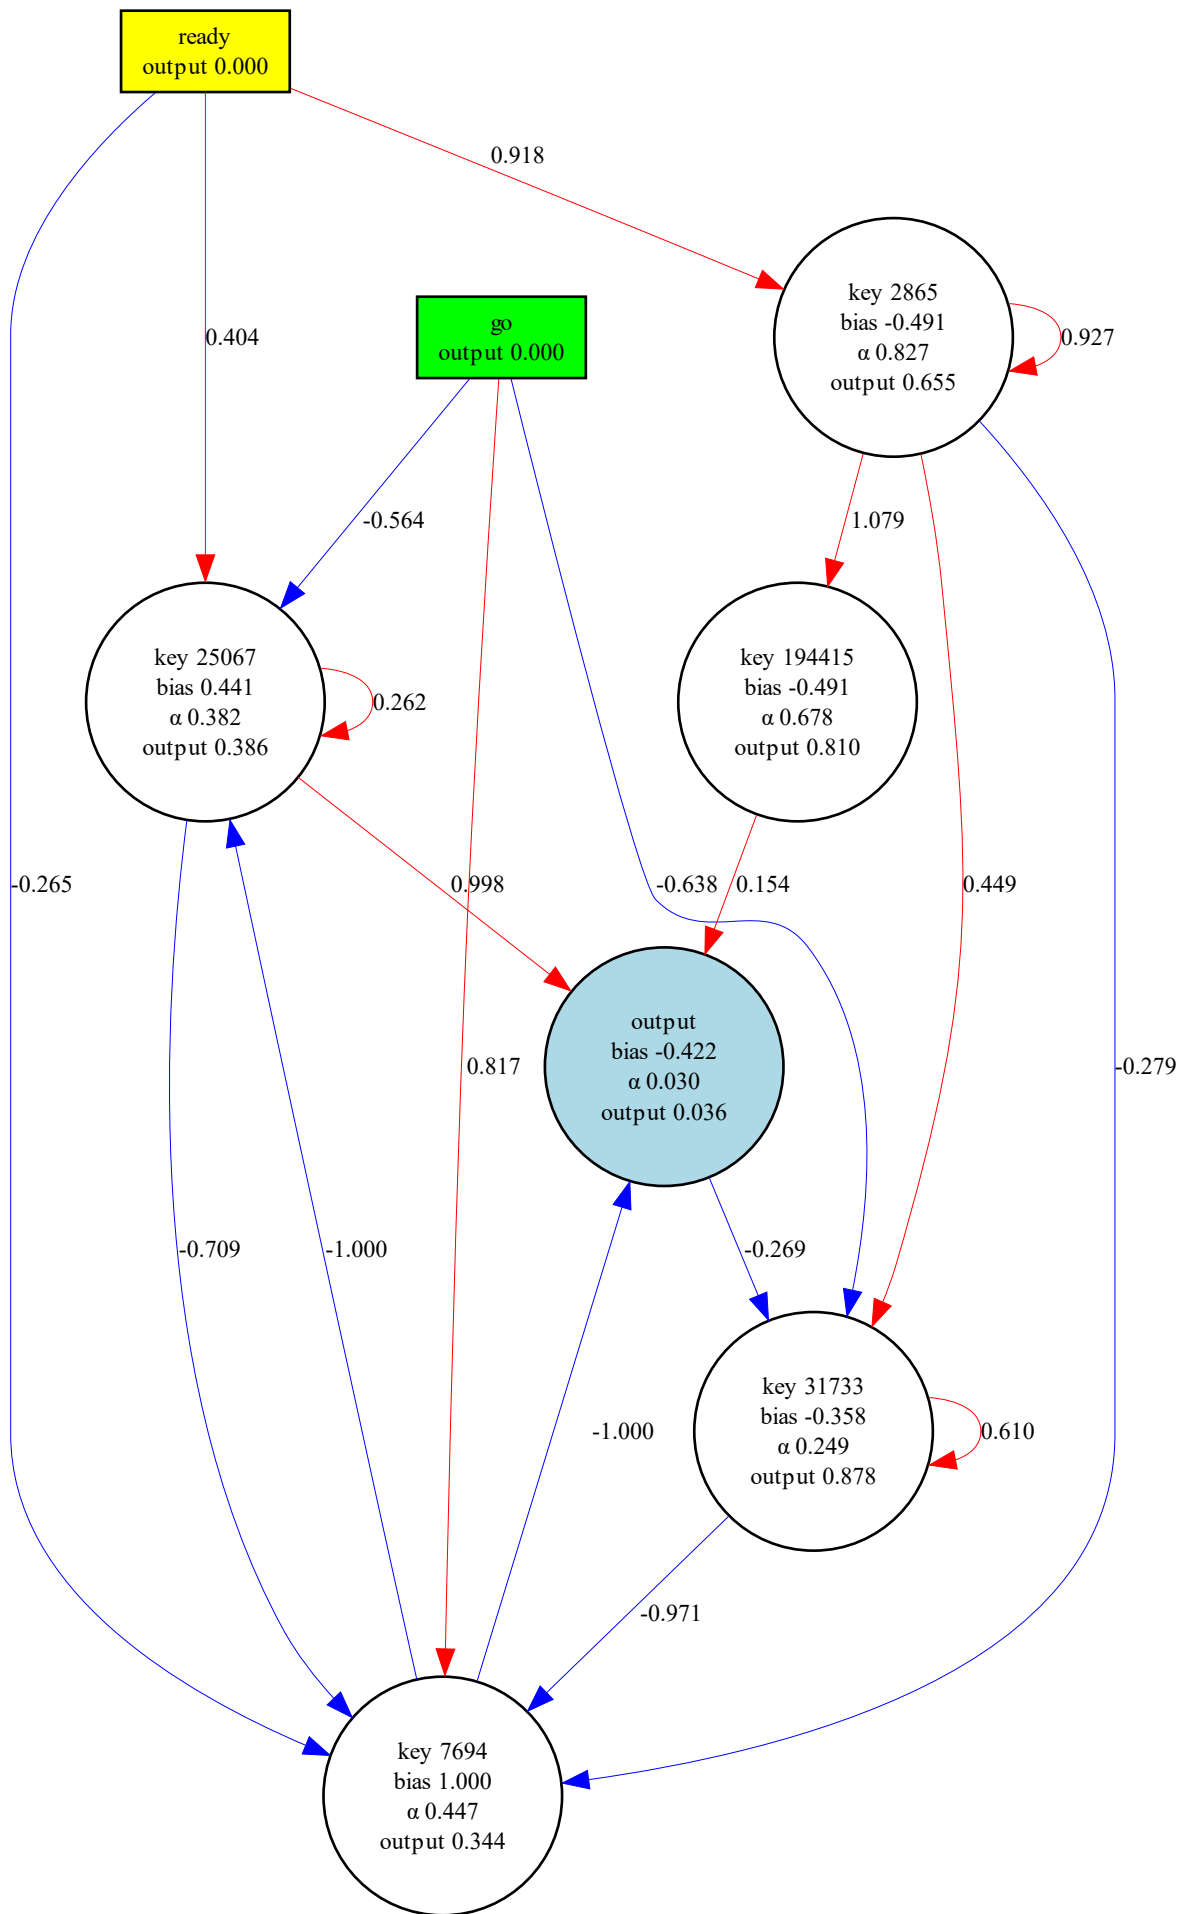 ready
output 0.000
0.918
key 2865
bias -0.491
α 0.827
output 0.655
0.927
go
output 0.000
0.404
-0.564
1.079
key 25067
bias 0.441
α 0.382
output 0.386
0.262
key 194415
bias -0.491
α 0.678
output 0.810
-0.265
0.998
-0.638
0.154
0.449
output
bias -0.422
α 0.030
output 0.036
0.817
-0.279
-0.709
-1.000
-0.269
-1.000
key 31733
bias -0.358
α 0.249
output 0.878
0.610
-0.971
key 7694
bias 1.000
α 0.447
output 0.344